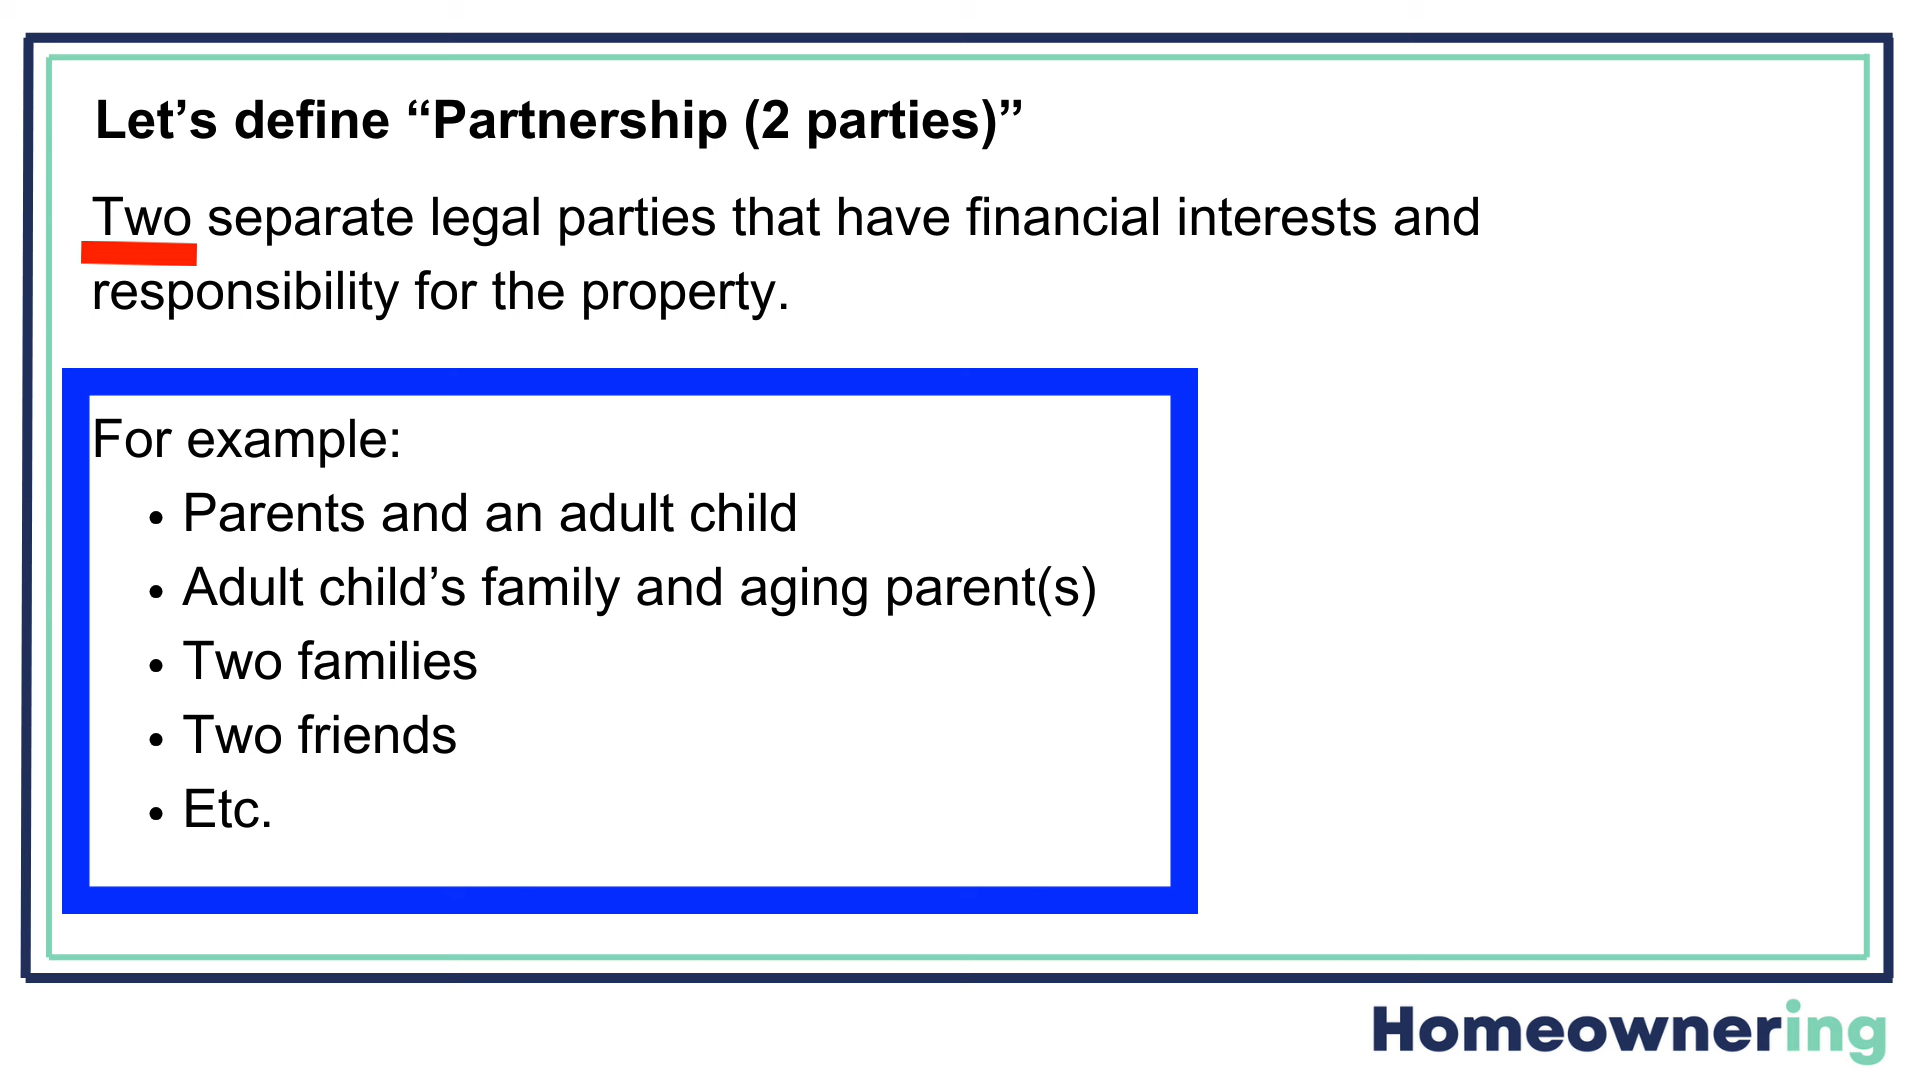 Let’s define “Partnership (2 parties)”
Two separate legal parties that have financial interests and
responsibility for the property.
For example:
• Parents and an adult child
• Adult child’s family and aging parent(s)
• Two families
• Two friends
• Etc.
Homeownering